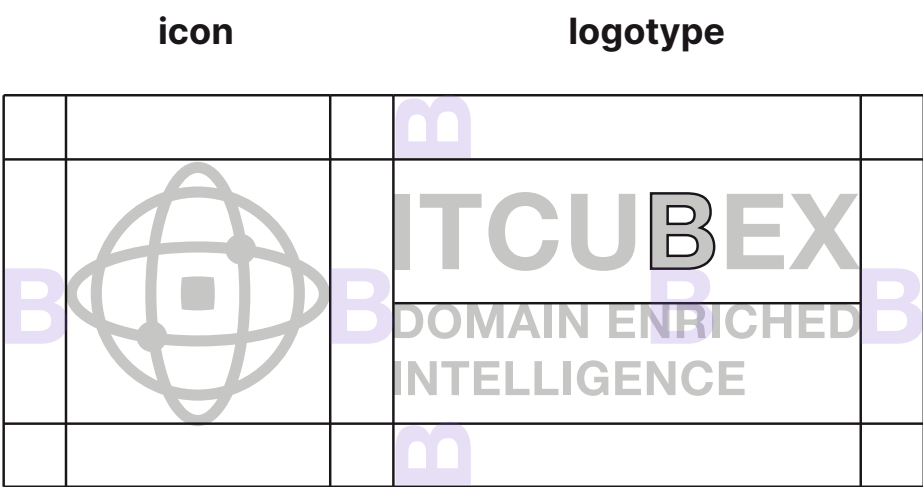 icon
logotype
B
ITCUBEX
B B B B
DOMAIN ENRICHED
INTELLIGENCE
B